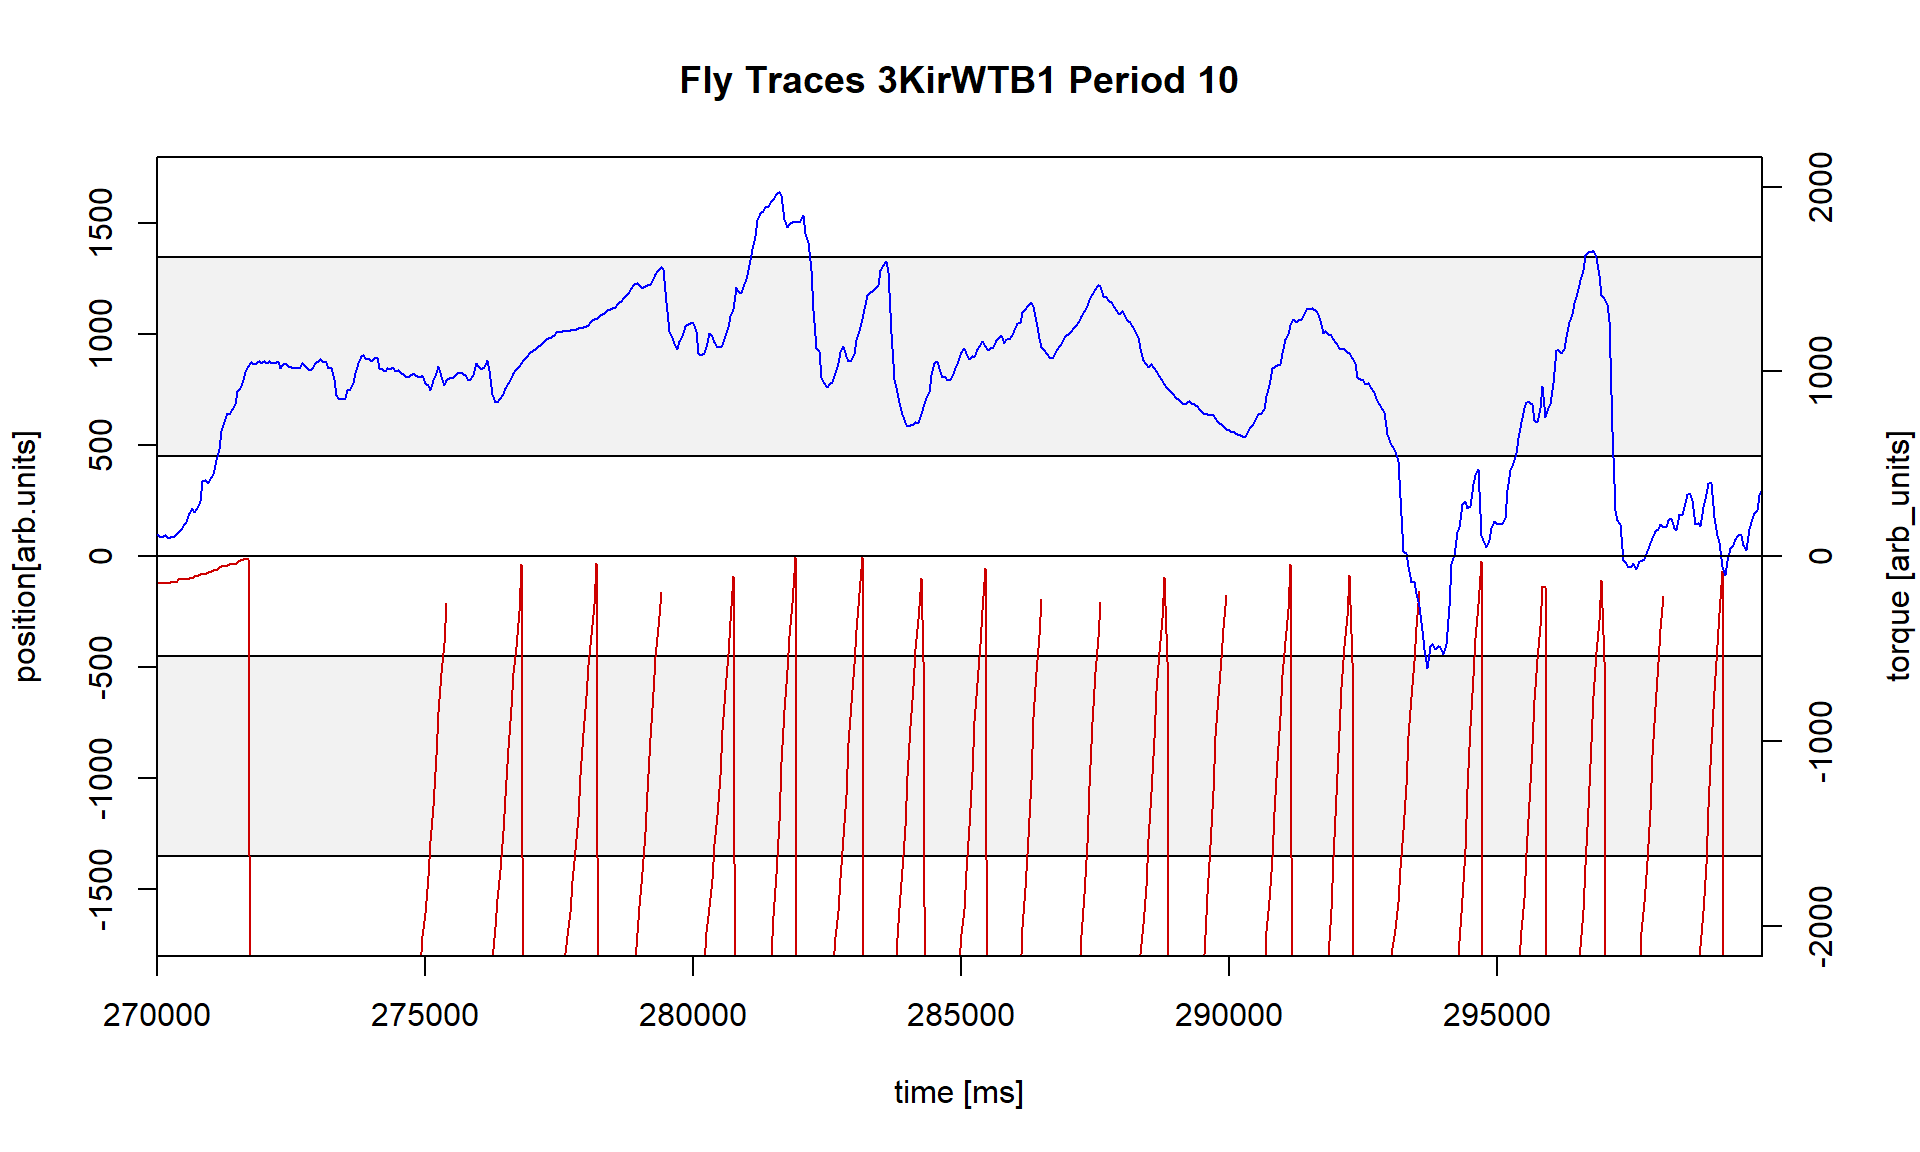 Fly Traces 3KirWTB1 Period 10
position[arb.units]
1500
1000
500
0
-500
-1000
-1500
2000
1000
0
-1000
-2000
torque [arb_units]
270000 275000 280000 285000 290000 295000
time [ms]